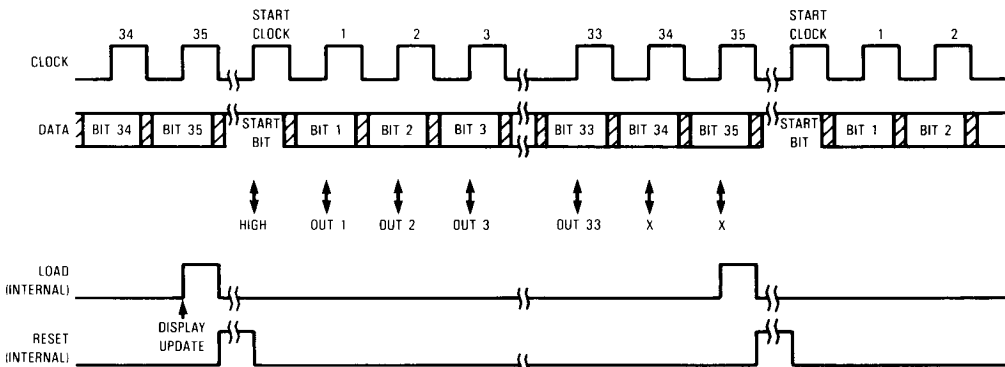 START CLOCK
START CLOCK
34 35 1 2 3 33 34 35 1 2
CLOCK
DATA BIT 34 BIT 35 START BIT BIT 1 BIT 2 BIT 3 BIT 33 BIT 34 BIT 35 START BIT BIT 1 BIT 2
HIGH OUT 1 OUT 2 OUT 3 OUT 33 X X
LOAD
(INTERNAL)
DISPLAY
UPDATE
RESET
(INTERNAL)